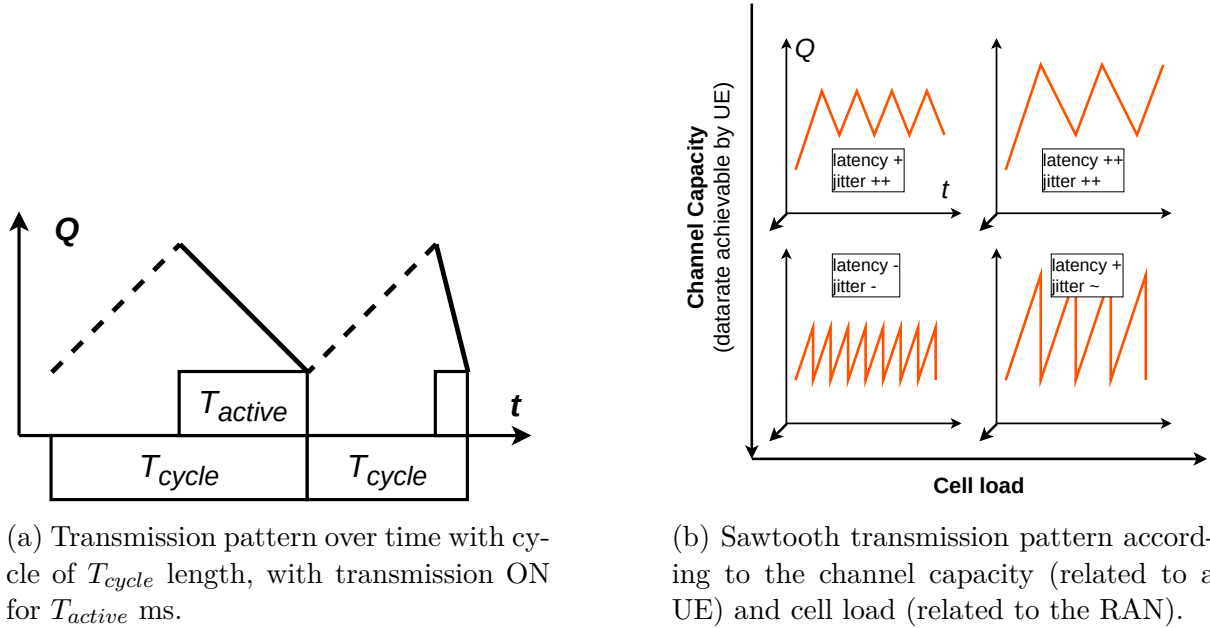 Q
t
T_active
T_cycle
T_cycle
(a) Transmission pattern over time with cy-
cle of T_cycle length, with transmission ON
for T_active ms.
Channel Capacity
(datarate achievable by UE)
Q
latency +
jitter ++
t
latency ++
jitter ++
latency -
jitter -
latency +
jitter ~
Cell load
(b) Sawtooth transmission pattern accord-
ing to the channel capacity (related to a
UE) and cell load (related to the RAN).